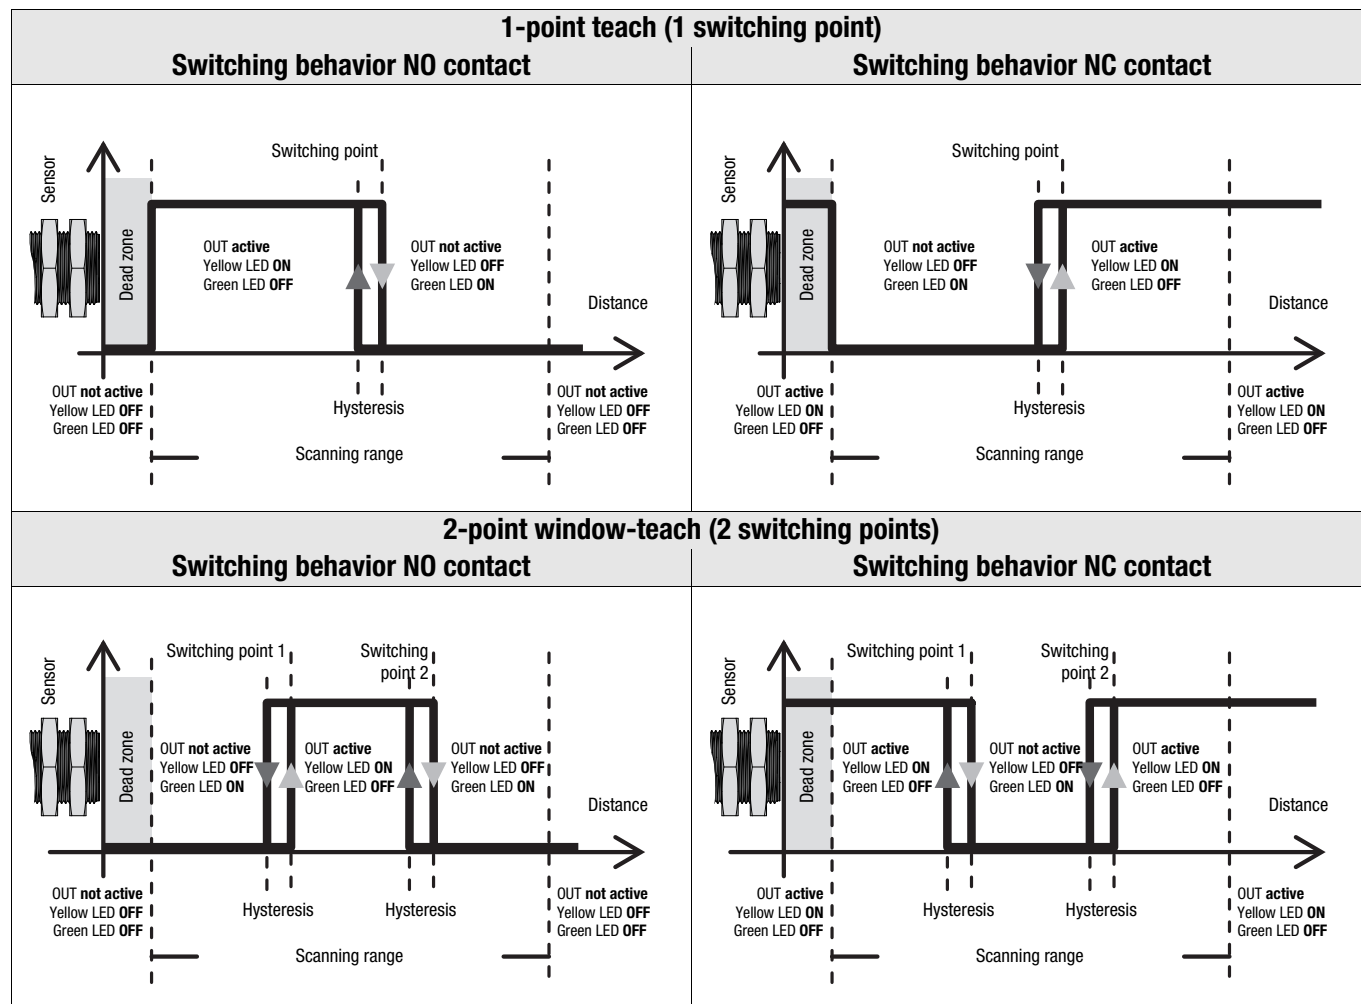 1-point teach (1 switching point)
Switching behavior NO contact
Switching behavior NC contact
Sensor
Switching point
Dead zone
OUT active
Yellow LED ON
Green LED OFF
OUT not active
Yellow LED OFF
Green LED ON
Distance
OUT not active
Yellow LED OFF
Green LED OFF
Hysteresis
OUT not active
Yellow LED OFF
Green LED OFF
Scanning range
Sensor
Switching point
Dead zone
OUT not active
Yellow LED OFF
Green LED ON
OUT active
Yellow LED ON
Green LED OFF
Distance
OUT active
Yellow LED ON
Green LED OFF
Hysteresis
OUT active
Yellow LED ON
Green LED OFF
Scanning range
2-point window-teach (2 switching points)
Switching behavior NO contact
Switching behavior NC contact
Sensor
Switching point 1
Switching
point 2
Dead zone
OUT not active
Yellow LED OFF
Green LED ON
OUT active
Yellow LED ON
Green LED OFF
OUT not active
Yellow LED OFF
Green LED ON
Distance
OUT not active
Yellow LED OFF
Green LED OFF
Hysteresis
Hysteresis
OUT not active
Yellow LED OFF
Green LED OFF
Scanning range
Sensor
Switching point 1
Switching
point 2
Dead zone
OUT active
Yellow LED ON
Green LED OFF
OUT not active
Yellow LED OFF
Green LED ON
OUT active
Yellow LED ON
Green LED OFF
Distance
OUT active
Yellow LED ON
Green LED OFF
Hysteresis
Hysteresis
OUT active
Yellow LED ON
Green LED OFF
Scanning range